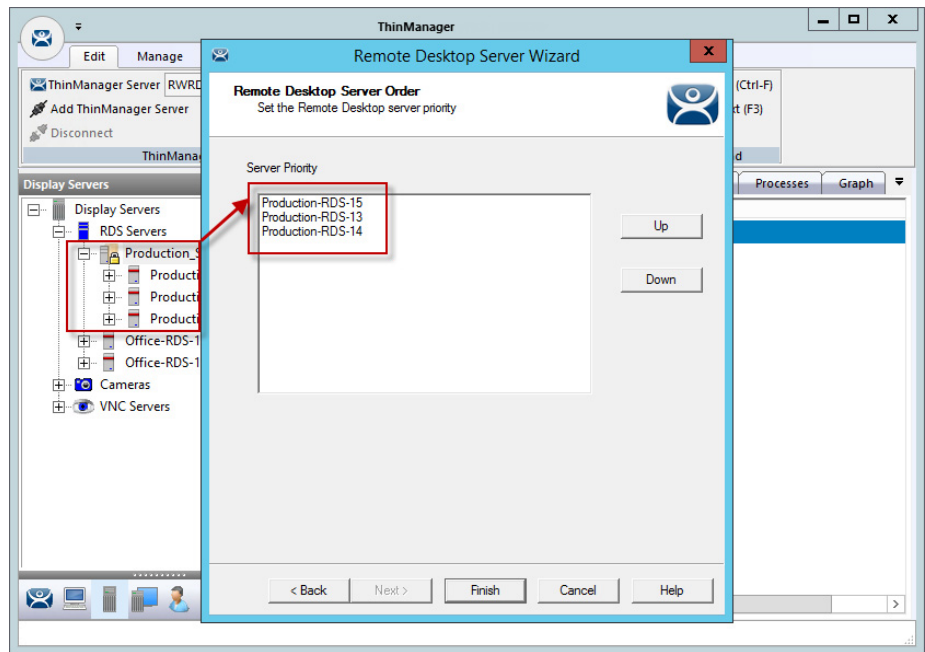 ThinManager
Edit Manage
ThinManager Server RWRD
Add ThinManager Server
Disconnect
ThinMana
(Ctrl-F)
xt (F3)
d
Remote Desktop Server Wizard
X
Remote Desktop Server Order
Set the Remote Desktop server priority
Server Priority
Production-RDS-15
Production-RDS-13
Production-RDS-14
Up
Down
< Back Next > Finish Cancel Help
Display Servers
Display Servers
RDS Servers
Production_S
Producti
Producti
Producti
Office-RDS-1
Office-RDS-1
Cameras
VNC Servers
Processes Graph